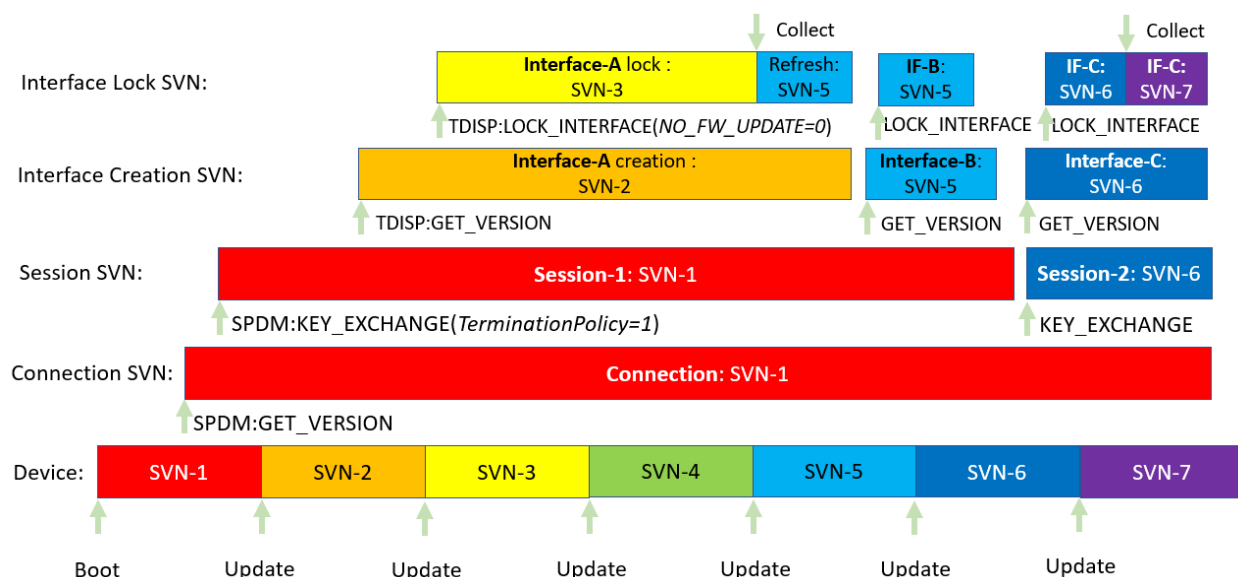 Collect
Collect
Interface Lock SVN:
Interface-A lock :
SVN-3
Refresh:
SVN-5
IF-B:
SVN-5
IF-C:
SVN-6
IF-C:
SVN-7
TDISP:LOCK_INTERFACE(NO_FW_UPDATE=0)
LOCK_INTERFACE
LOCK_INTERFACE
Interface Creation SVN:
Interface-A creation :
SVN-2
Interface-B:
SVN-5
Interface-C:
SVN-6
TDISP:GET_VERSION
GET_VERSION
GET_VERSION
Session SVN:
Session-1: SVN-1
Session-2: SVN-6
SPDM:KEY_EXCHANGE(TerminationPolicy=1)
KEY_EXCHANGE
Connection SVN:
Connection: SVN-1
SPDM:GET_VERSION
Device:
SVN-1
SVN-2
SVN-3
SVN-4
SVN-5
SVN-6
SVN-7
Boot
Update
Update
Update
Update
Update
Update